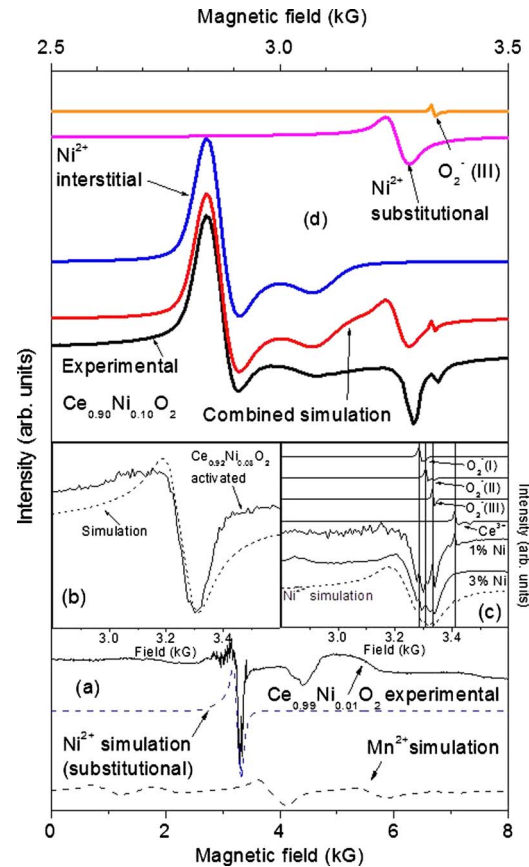 Magnetic field (kG)
2.5 3.0 3.5
O₂⁻ (III)
Ni²⁺
interstitial
Ni²⁺
substitutional
(d)
Experimental
Ce₀.₉₀Ni₀.₁₀O₂
Combined simulation
Intensity (arb. units)
Ce₀.₉₂Ni₀.₀₈O₂
activated
Simulation
(b)
3.0 3.2 3.4
Field (kG)
O₂⁻(I)
O₂⁻(II)
O₂⁻(III)
Ce³⁻
1% Ni
3% Ni
Ni⁻ simulation
(c)
3.0 3.2 3.4
Field (kG)
Intensity (arb. units)
(a)
Ce₀.₉₉Ni₀.₀₁O₂ experimental
Ni²⁺ simulation
(substitutional)
Mn²⁺simulation
0 2 4 6 8
Magnetic field (kG)